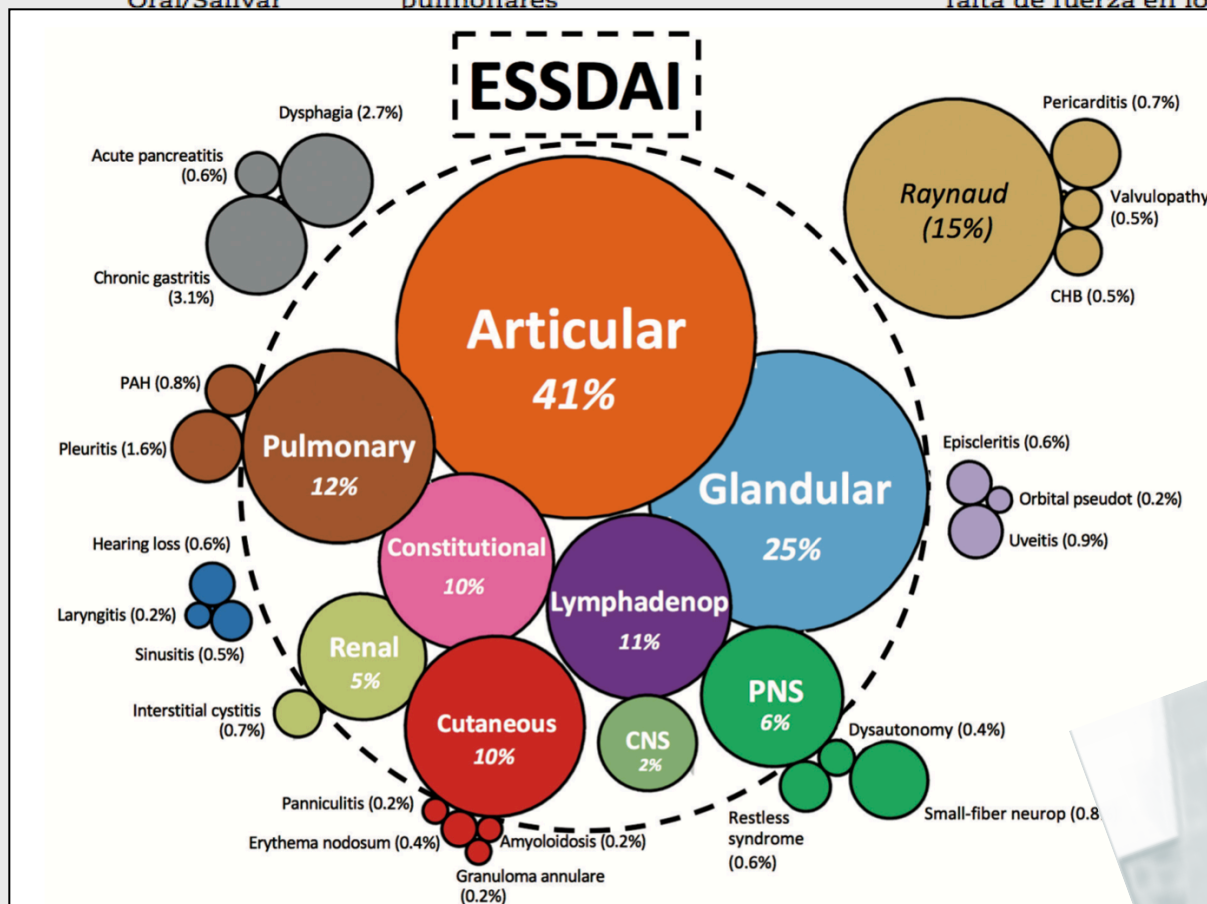 Oral/Salivar
pulmonares
falta de fuerza en lo
ESSDAI
Dysphagia (2.7%)
Acute pancreatitis
(0.6%)
Chronic gastritis
(3.1%)
Raynaud
(15%)
Pericarditis (0.7%)
Valvulopathy
(0.5%)
CHB (0.5%)
Articular
41%
PAH (0.8%)
Pleuritis (1.6%)
Pulmonary
12%
Glandular
25%
Episcleritis (0.6%)
Orbital pseudot (0.2%)
Uveitis (0.9%)
Hearing loss (0.6%)
Laryngitis (0.2%)
Sinusitis (0.5%)
Constitutional
10%
Lymphadenop
11%
Renal
5%
Interstitial cystitis
(0.7%)
Cutaneous
10%
CNS
2%
PNS
6%
Dysautonomy (0.4%)
Small-fiber neurop (0.8
Restless
syndrome
(0.6%)
Panniculitis (0.2%)
Erythema nodosum (0.4%)
Amyoloidosis (0.2%)
Granuloma annulare
(0.2%)